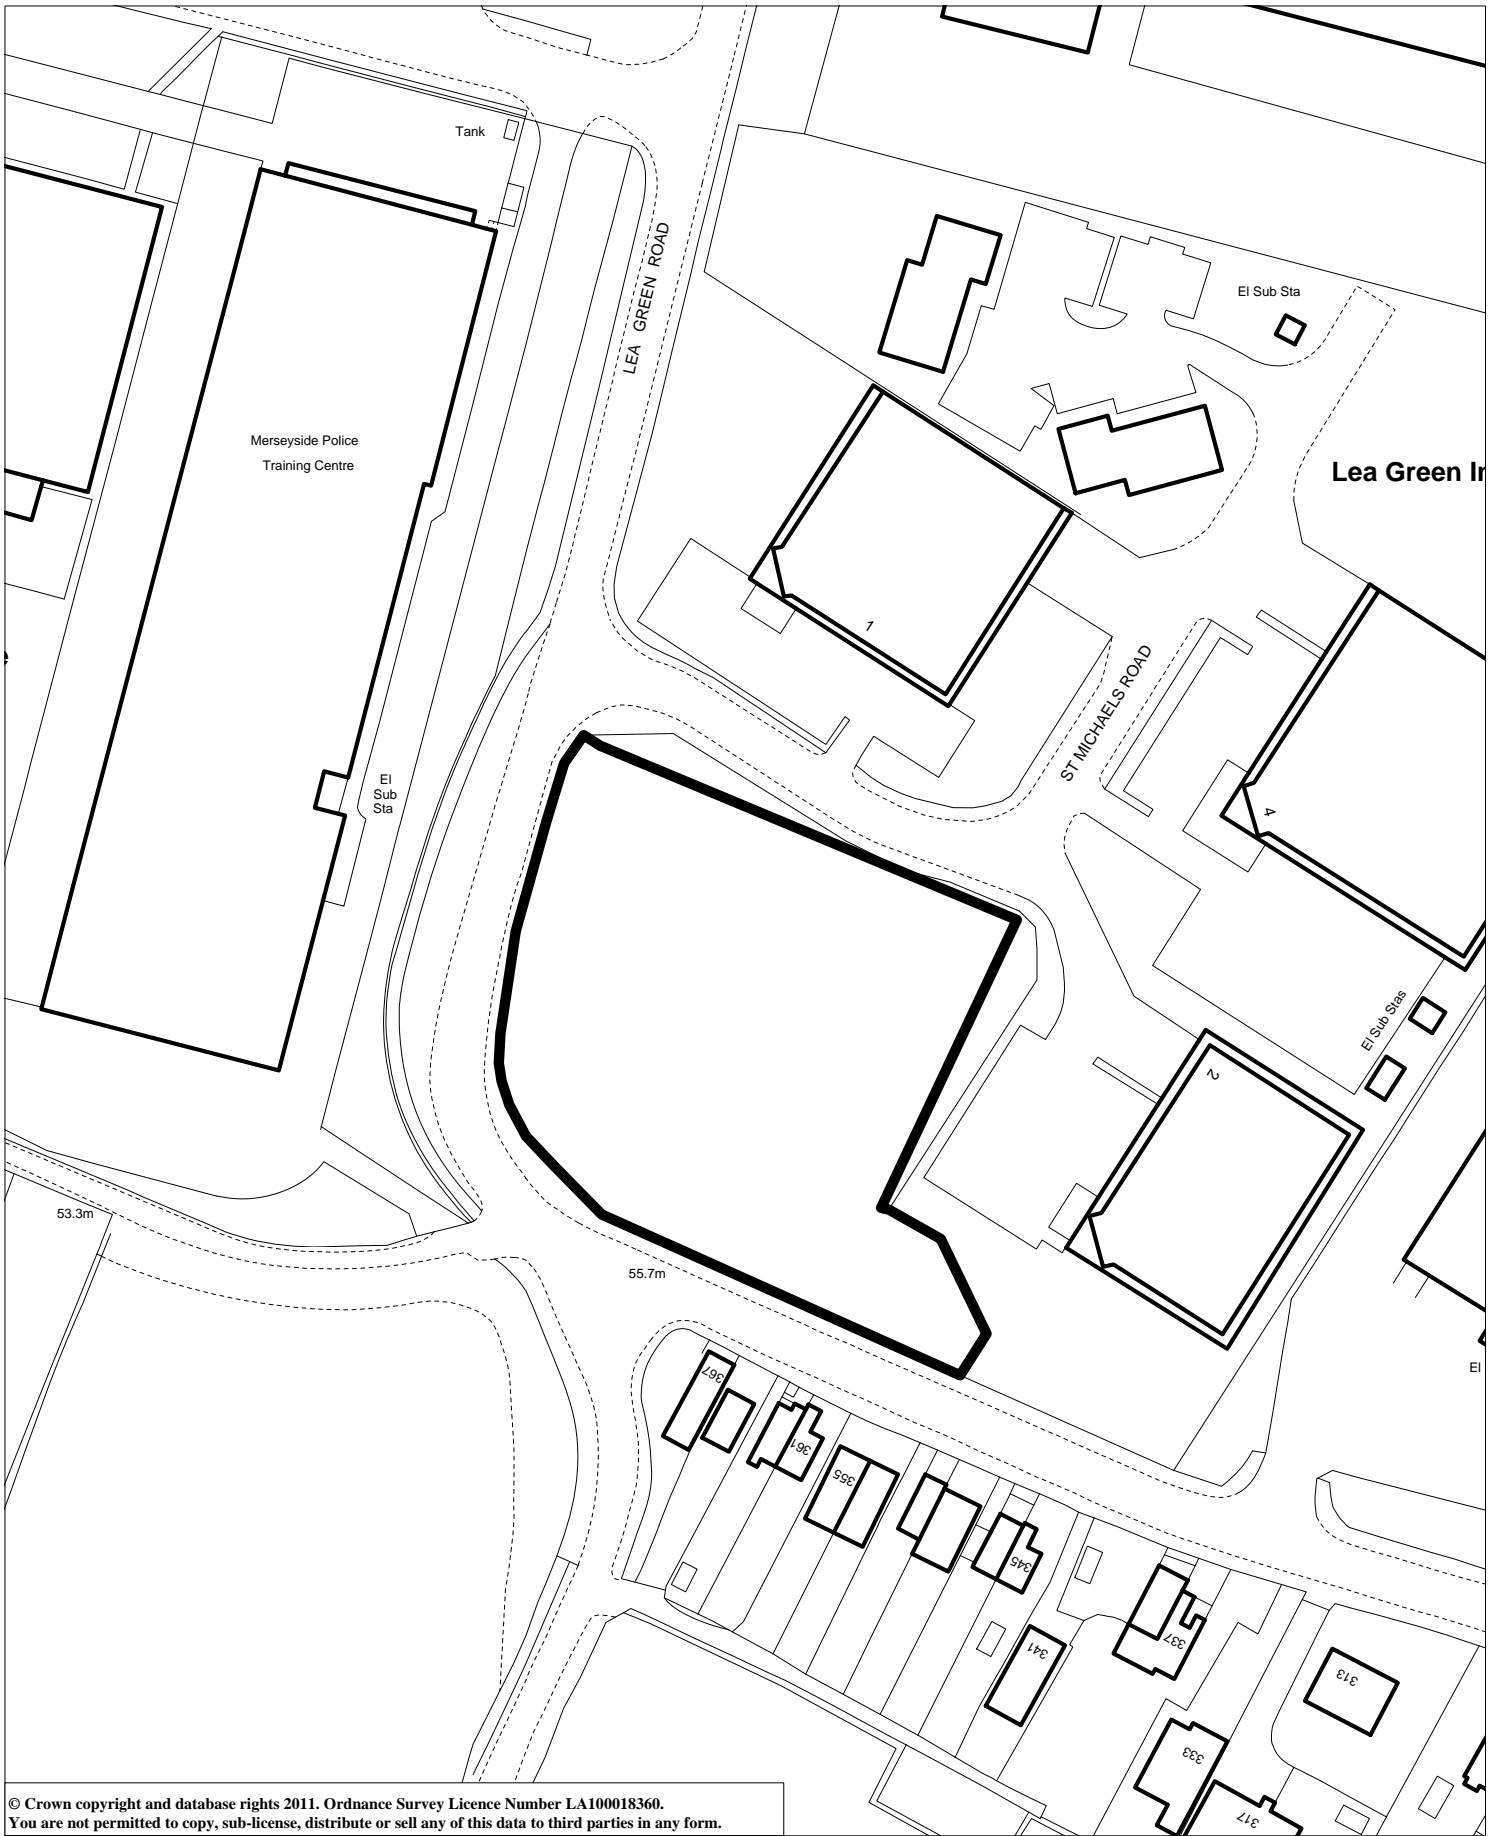 Tank
LEA GREEN ROAD
El Sub Sta
Merseyside Police
Training Centre
Lea Green In
1
ST MICHAELS ROAD
El
Sub
Sta
4
El Sub Stas
2
53.3m
55.7m
El
367
361
355
345
341
337
333
313
317
© Crown copyright and database rights 2011. Ordnance Survey Licence Number LA100018360.
You are not permitted to copy, sub-license, distribute or sell any of this data to third parties in any form.